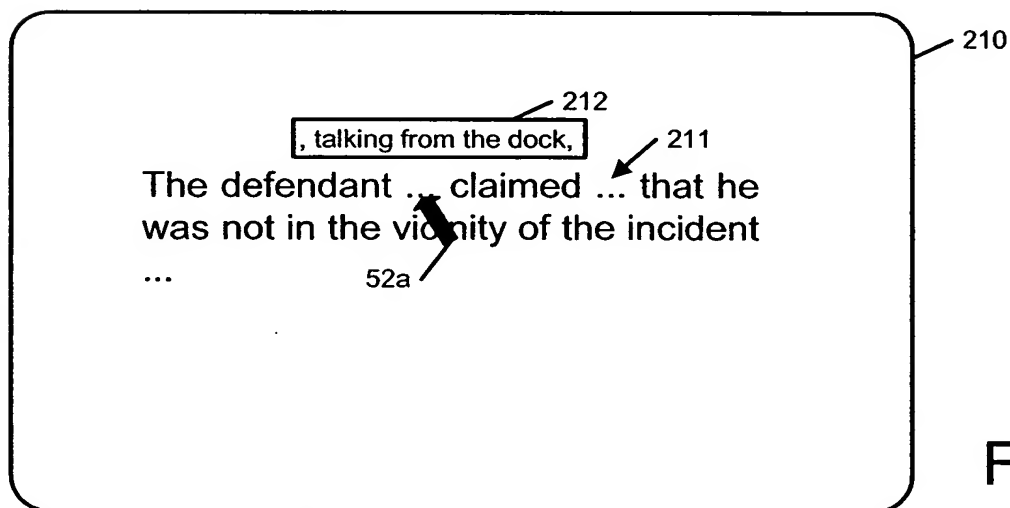 210
212
, talking from the dock,
211
The defendant ... claimed ... that he
was not in the vicinity of the incident
...
52a
F